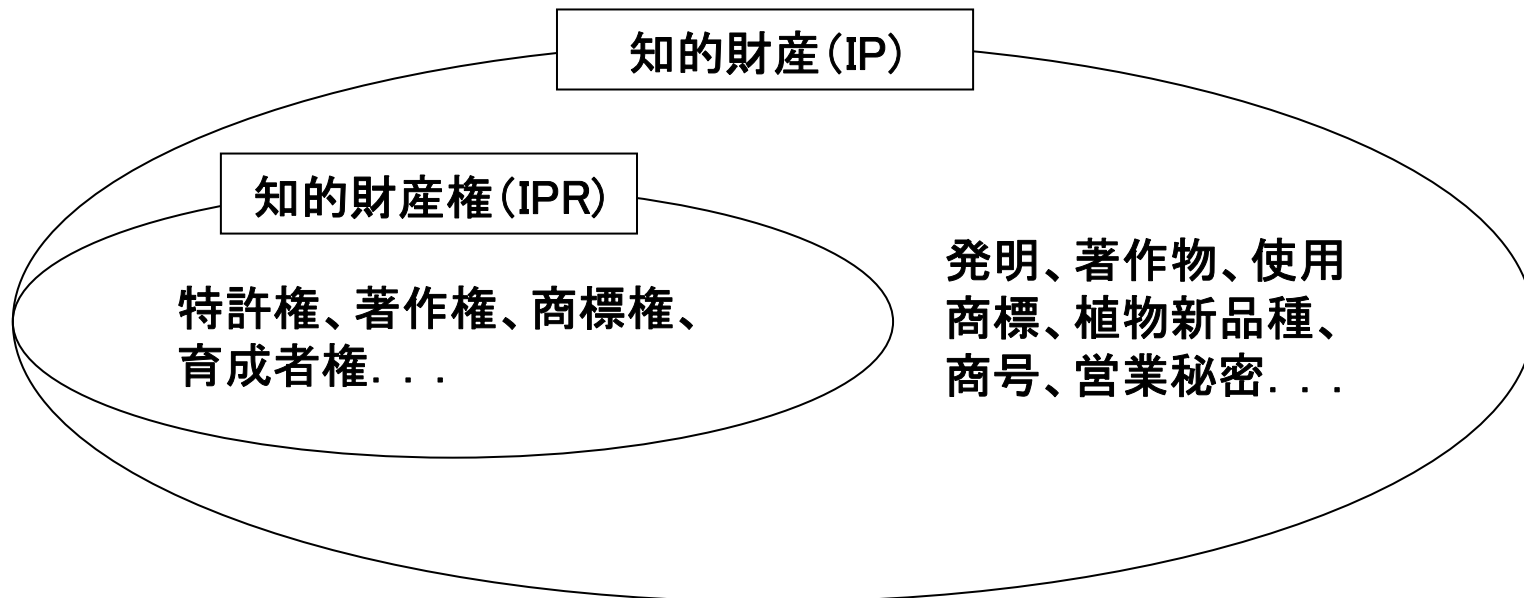 知的財産(IP)
知的財産権(IPR)
特許権、著作権、商標権、
育成者権．．．
発明、著作物、使用
商標、植物新品種、
商号、営業秘密．．．